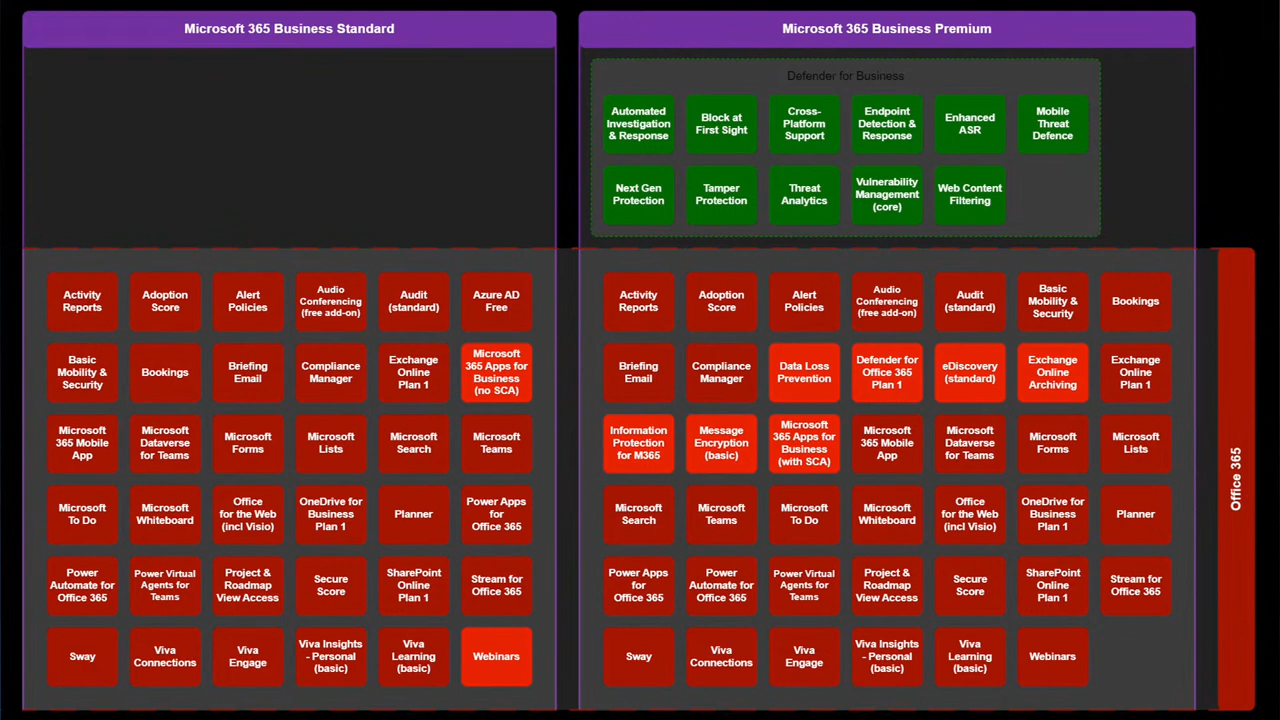 Microsoft 365 Business Standard
Microsoft 365 Business Premium
Defender for Business
Automated
Investigation
& Response
Block at
First Sight
Cross-
Platform
Support
Endpoint
Detection &
Response
Enhanced
ASR
Mobile
Threat
Defence
Next Gen
Protection
Tamper
Protection
Threat
Analytics
Vulnerability
Management
(core)
Web Content
Filtering
Activity
Reports
Adoption
Score
Alert
Policies
Audio
Conferencing
(free add-on)
Audit
(standard)
Azure AD
Free
Basic
Mobility &
Security
Bookings
Briefing
Email
Compliance
Manager
Exchange
Online
Plan 1
Microsoft
365 Apps for
Business
(no SCA)
Microsoft
365 Mobile
App
Microsoft
Dataverse
for Teams
Microsoft
Forms
Microsoft
Lists
Microsoft
Search
Microsoft
Teams
Microsoft
To Do
Microsoft
Whiteboard
Office
for the Web
(incl Visio)
OneDrive for
Business
Plan 1
Planner
Power Apps
for
Office 365
Power
Automate for
Office 365
Power Virtual
Agents for
Teams
Project &
Roadmap
View Access
Secure
Score
SharePoint
Online
Plan 1
Stream for
Office 365
Sway
Viva
Connections
Viva
Engage
Viva Insights
- Personal
(basic)
Viva
Learning
(basic)
Webinars
Activity
Reports
Adoption
Score
Alert
Policies
Audio
Conferencing
(free add-on)
Audit
(standard)
Basic
Mobility &
Security
Bookings
Briefing
Email
Compliance
Manager
Data Loss
Prevention
Defender for
Office 365
Plan 1
eDiscovery
(standard)
Exchange
Online
Archiving
Exchange
Online
Plan 1
Information
Protection
for M365
Message
Encryption
(basic)
Microsoft
365 Apps for
Business
(with SCA)
Microsoft
365 Mobile
App
Microsoft
Dataverse
for Teams
Microsoft
Forms
Microsoft
Lists
Microsoft
Search
Microsoft
Teams
Microsoft
To Do
Microsoft
Whiteboard
Office
for the Web
(incl Visio)
OneDrive for
Business
Plan 1
Planner
Power Apps
for
Office 365
Power
Automate for
Office 365
Power Virtual
Agents for
Teams
Project &
Roadmap
View Access
Secure
Score
SharePoint
Online
Plan 1
Stream for
Office 365
Sway
Viva
Connections
Viva
Engage
Viva Insights
- Personal
(basic)
Viva
Learning
(basic)
Webinars
Office 365